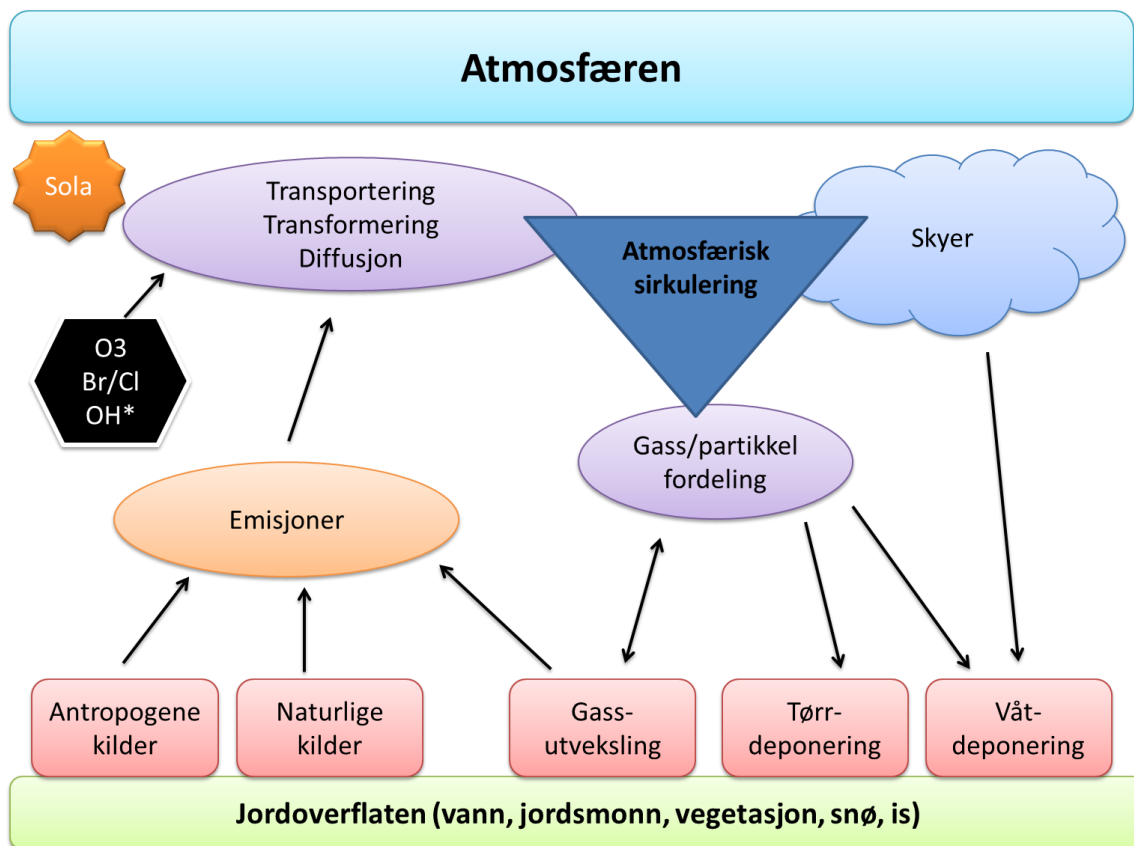 Atmosfæren
Sola
Transportering
Transformering
Diffusjon
Atmosfærisk
sirkulering
Skyer
O3
Br/Cl
OH*
Gass/partikkel
fordeling
Emisjoner
Antropogene
kilder
Naturlige
kilder
Gass-
utveksling
Tørr-
deponering
Våt-
deponering
Jordoverflaten (vann, jordsmonn, vegetasjon, snø, is)